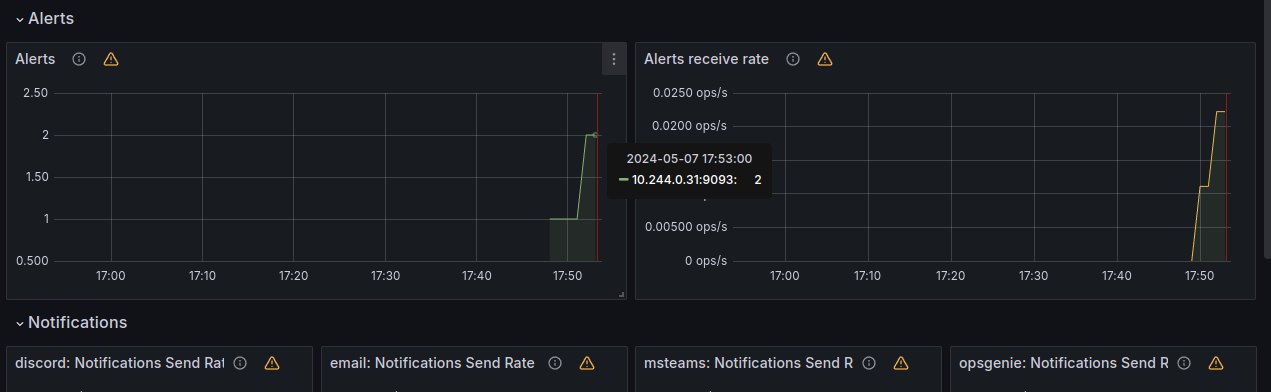 Alerts
Alerts
Alerts receive rate
2.50
2
1.50
1
0.500
17:00
17:10
17:20
17:30
17:40
17:50
0.0250 ops/s
0.0200 ops/s
0.00500 ops/s
0 ops/s
17:00
17:10
17:20
17:30
17:40
17:50
2024-05-07 17:53:00
10.244.0.31:9093: 2
Notifications
discord: Notifications Send Rat
email: Notifications Send Rate
msteams: Notifications Send R
opsgenie: Notifications Send R